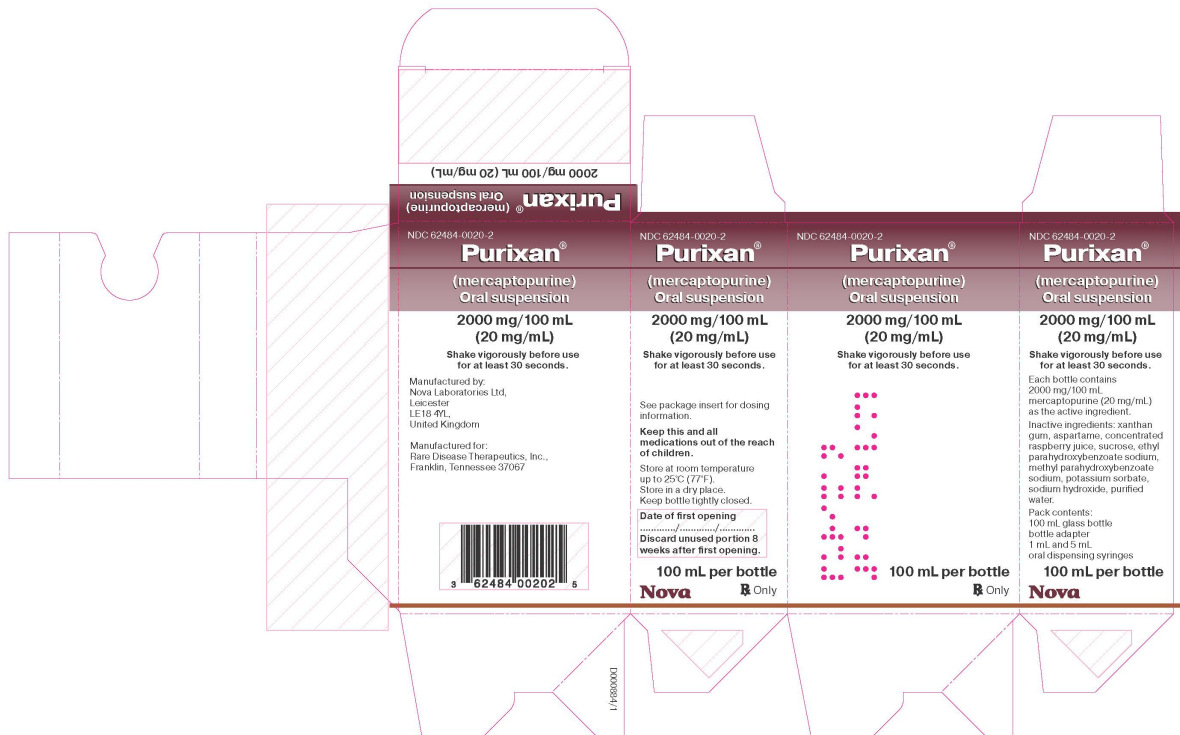 2000 mg/100 mL (20 mg/mL)
Purixan® (mercaptopurine)
Oral suspension
NDC 62484-0020-2
Purixan®
(mercaptopurine)
Oral suspension
2000 mg/100 mL
(20 mg/mL)
Shake vigorously before use
for at least 30 seconds.
Manufactured by:
Nova Laboratories Ltd,
Leicester
LE18 4YL,
United Kingdom
Manufactured for:
Rare Disease Therapeutics, Inc.,
Franklin, Tennessee 37067
3 62484 00202 5
NDC 62484-0020-2
Purixan®
(mercaptopurine)
Oral suspension
2000 mg/100 mL
(20 mg/mL)
Shake vigorously before use
for at least 30 seconds.
See package insert for dosing
information.
Keep this and all
medications out of the reach
of children.
Store at room temperature
up to 25°C (77°F).
Store in a dry place.
Keep bottle tightly closed.
Date of first opening
............./............./.............
Discard unused portion 8
weeks after first opening.
100 mL per bottle
Nova ℞ Only
NDC 62484-0020-2
Purixan®
(mercaptopurine)
Oral suspension
2000 mg/100 mL
(20 mg/mL)
Shake vigorously before use
for at least 30 seconds.
100 mL per bottle
℞ Only
NDC 62484-0020-2
Purixan®
(mercaptopurine)
Oral suspension
2000 mg/100 mL
(20 mg/mL)
Shake vigorously before use
for at least 30 seconds.
Each bottle contains
2000 mg/100 mL
mercaptopurine (20 mg/mL)
as the active ingredient.
Inactive ingredients: xanthan
gum, aspartame, concentrated
raspberry juice, sucrose, ethyl
parahydroxybenzoate sodium,
methyl parahydroxybenzoate
sodium, potassium sorbate,
sodium hydroxide, purified
water.
Pack contents:
100 mL glass bottle
bottle adapter
1 mL and 5 mL
oral dispensing syringes
100 mL per bottle
Nova
D000884/1